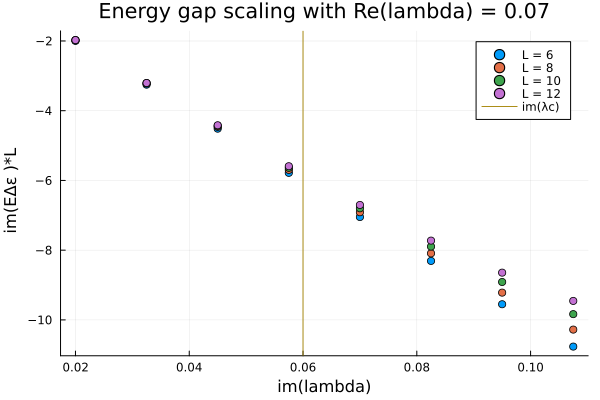 Energy gap scaling with Re(lambda) = 0.07
im(EΔε )*L
−2
−4
−6
−8
−10
L = 6
L = 8
L = 10
L = 12
im(λc)
0.02
0.04
0.06
0.08
0.10
im(lambda)